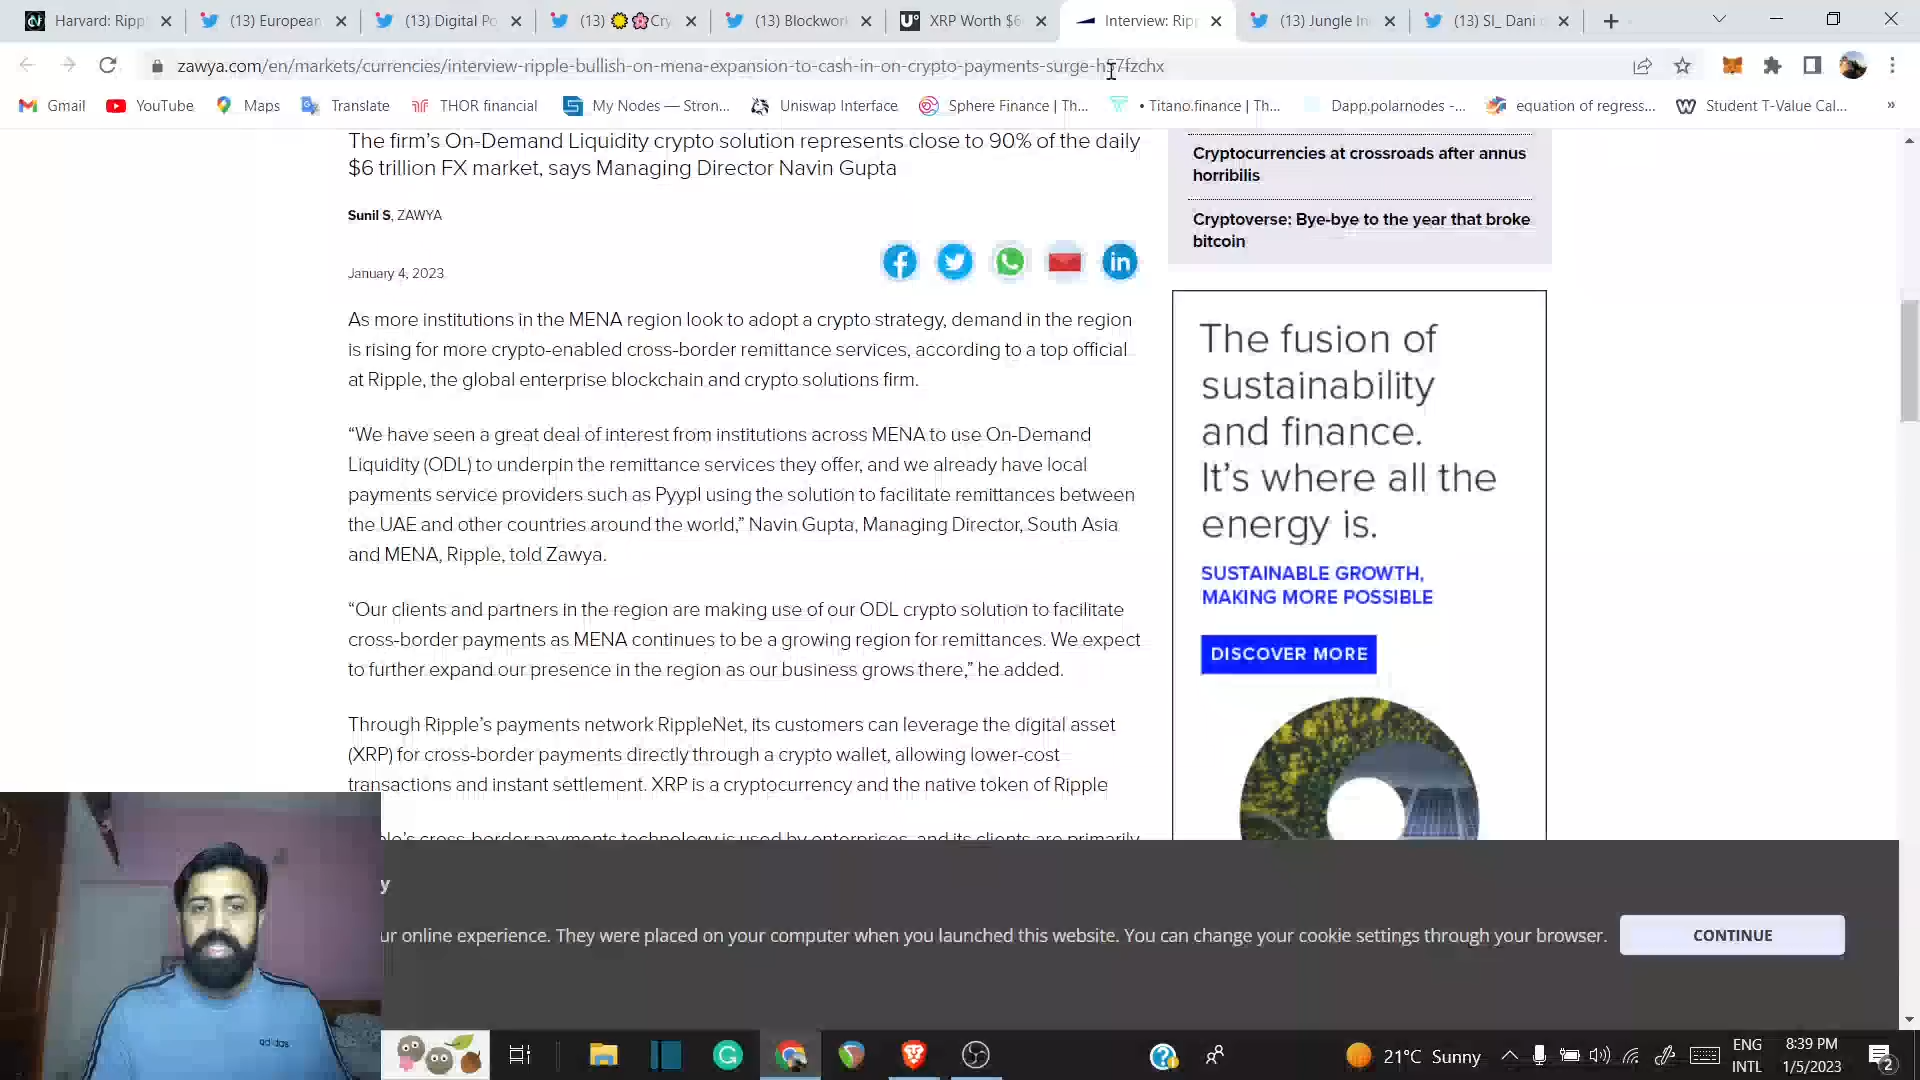 Harvard: Ripp
(13) European
(13) Digital Po
(13) 🌻🌸Cry
(13) Blockwor
XRP Worth $6
Interview: Rip
(13) Jungle In
(13) SI_ Dani
zawya.com/en/markets/currencies/interview-ripple-bullish-on-mena-expansion-to-cash-in-on-crypto-payments-surge-h57fzchx
Gmail
YouTube
Maps
Translate
THOR financial
My Nodes — Stron...
Uniswap Interface
Sphere Finance | Th...
• Titano.finance | Th...
Dapp.polarnodes -...
equation of regress...
Student T-Value Cal...
»
The firm's On-Demand Liquidity crypto solution represents close to 90% of the daily
$6 trillion FX market, says Managing Director Navin Gupta
Sunil S, ZAWYA
January 4, 2023
As more institutions in the MENA region look to adopt a crypto strategy, demand in the region
is rising for more crypto-enabled cross-border remittance services, according to a top official
at Ripple, the global enterprise blockchain and crypto solutions firm.
“We have seen a great deal of interest from institutions across MENA to use On-Demand
Liquidity (ODL) to underpin the remittance services they offer, and we already have local
payments service providers such as Pyypl using the solution to facilitate remittances between
the UAE and other countries around the world,” Navin Gupta, Managing Director, South Asia
and MENA, Ripple, told Zawya.
“Our clients and partners in the region are making use of our ODL crypto solution to facilitate
cross-border payments as MENA continues to be a growing region for remittances. We expect
to further expand our presence in the region as our business grows there,” he added.
Through Ripple's payments network RippleNet, its customers can leverage the digital asset
(XRP) for cross-border payments directly through a crypto wallet, allowing lower-cost
transactions and instant settlement. XRP is a cryptocurrency and the native token of Ripple
cross-border payments technology is used by enterprises, and its clients are primarily
Cryptocurrencies at crossroads after annus
horribilis
Cryptoverse: Bye-bye to the year that broke
bitcoin
The fusion of
sustainability
and finance.
It's where all the
energy is.
SUSTAINABLE GROWTH,
MAKING MORE POSSIBLE
DISCOVER MORE
y
ur online experience. They were placed on your computer when you launched this website. You can change your cookie settings through your browser.
CONTINUE
adidas
21°C Sunny
ENG
INTL
8:39 PM
1/5/2023
2